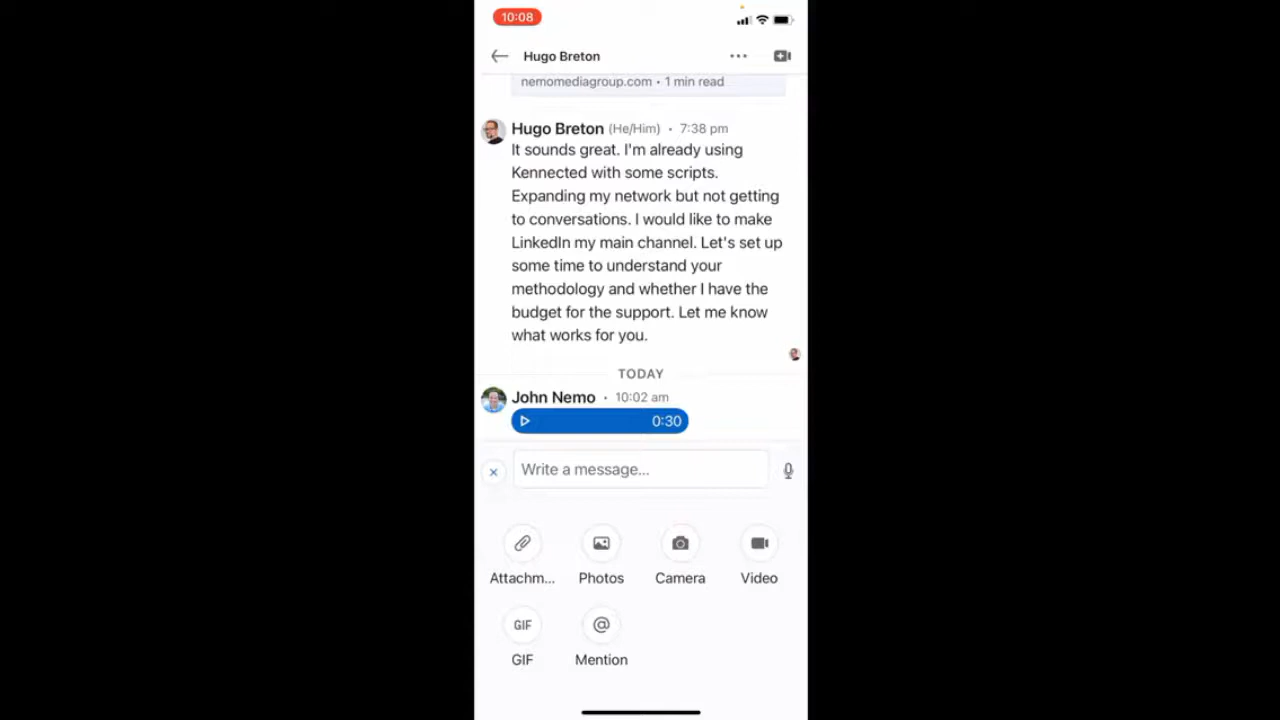 10:08
Hugo Breton
nemomediagroup.com • 1 min read
Hugo Breton (He/Him) • 7:38 pm
It sounds great. I'm already using
Kennected with some scripts.
Expanding my network but not getting
to conversations. I would like to make
LinkedIn my main channel. Let's set up
some time to understand your
methodology and whether I have the
budget for the support. Let me know
what works for you.
TODAY
John Nemo • 10:02 am
0:30
Write a message...
Attachm... Photos Camera Video
GIF
GIF Mention